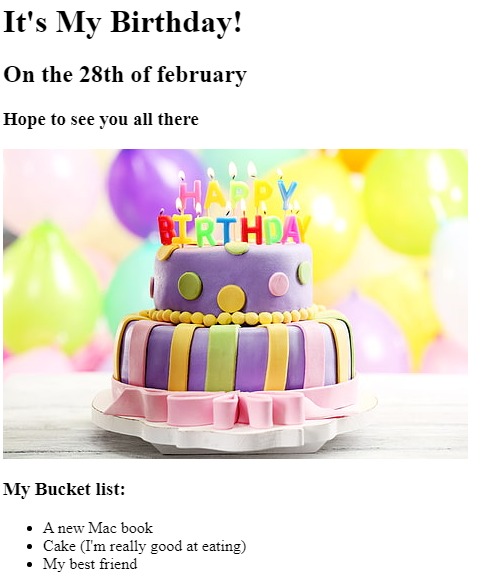 It's My Birthday!
On the 28th of february
Hope to see you all there
HAPPY
BIRTHDAY
My Bucket list:
A new Mac book
Cake (I'm really good at eating)
My best friend